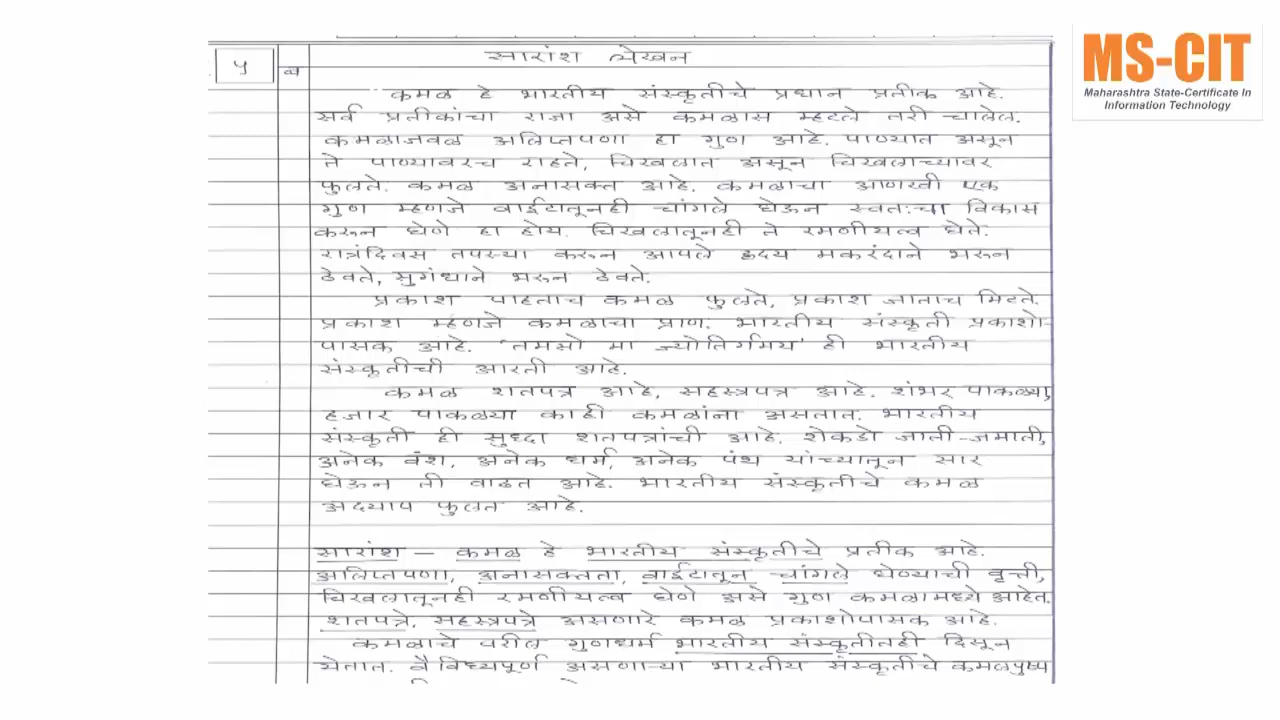 MS-CIT
Maharashtra State-Certificate In
Information Technology
५ ब सारांश लेखन
कमळ हे भारतीय संस्कृतीचे प्रधान प्रतीक आहे.
सर्व प्रतीकांचा राजा असे कमळास म्हटले तरी चालेल.
कमळाजवळ अलिप्तपणा हा गुण आहे. पाण्यात असून
ते पाण्यावरच राहते, चिखलात असून चिखलाच्यावर
फुलते. कमळ अनासक्त आहे. कमळाचा आणखी एक
गुण म्हणजे वाईटातूनही चांगले घेऊन स्वतःचा विकास
करून घेणे हा होय. चिखलातूनही ते रमणीयत्व घेते.
रात्रंदिवस तपस्या करून आपले हृदय मकरंदाने भरून
ठेवते, सुगंधाने भरून ठेवते.
प्रकाश पाहताच कमळ फुलते, प्रकाश जाताच मिटते.
प्रकाश म्हणजे कमळाचा प्राण. भारतीय संस्कृती प्रकाशो-
पासक आहे. 'तमसो मा ज्योतिर्गमय' ही भारतीय
संस्कृतीची आरती आहे.
कमळ शतपत्र आहे, सहस्त्रपत्र आहे. शंभर पाकळ्या,
हजार पाकळ्या काही कमळांना असतात. भारतीय
संस्कृती ही सुध्दा शतपत्रांची आहे. शेकडो जाती-जमाती,
अनेक वंश, अनेक धर्म, अनेक पंथ यांच्यातून सार
घेऊन ती वाढत आहे. भारतीय संस्कृतीचे कमळ
अद्याप फुलत आहे.
सारांश – कमळ हे भारतीय संस्कृतीचे प्रतीक आहे.
अलिप्तपणा, अनासक्तता, वाईटातून चांगले घेण्याची वृत्ती,
चिखलातूनही रमणीयत्व घेणे असे गुण कमळामध्ये आहेत.
शतपत्रे, सहस्त्रपत्रे असणारे कमळ प्रकाशोपासक आहे.
कमळाचे वरील गुणधर्म भारतीय संस्कृतीतही दिसून
येतात. वैविध्यपूर्ण असणाऱ्या भारतीय संस्कृतीचे कमलपुष्प